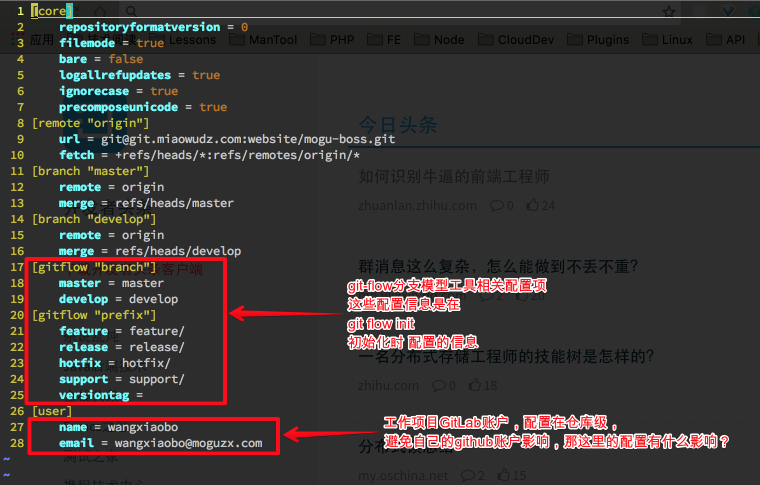 应用
Lessons
ManTool
PHP
FE
Node
CloudDev
Plugins
Linux
API
1 [core]
2 repositoryformatversion = 0
3 filemode = true
4 bare = false
5 logallrefupdates = true
6 ignorecase = true
7 precomposeunicode = true
8 [remote "origin"]
9 url = git@git.miaowudz.com:website/mogu-boss.git
10 fetch = +refs/heads/*:refs/remotes/origin/*
11 [branch "master"]
12 remote = origin
13 merge = refs/heads/master
14 [branch "develop"]
15 remote = origin
16 merge = refs/heads/develop
17 [gitflow "branch"]
18 master = master
19 develop = develop
20 [gitflow "prefix"]
21 feature = feature/
22 release = release/
23 hotfix = hotfix/
24 support = support/
25 versiontag =
26 [user]
27 name = wangxiaobo
28 email = wangxiaobo@moguzx.com
~
~
git-flow分支模型工具相关配置项
这些配置信息是在
git flow init
初始化时 配置的信息
工作项目GitLab账户，配置在仓库级，
避免自己的github账户影响，那这里的配置有什么影响？
今日头条
如何识别牛逼的前端工程师
zhuanlan.zhihu.com 0 24
群消息这么复杂，怎么能做到不丢不重？
2 20
一名分布式存储工程师的技能树是怎样的？
zhihu.com 0 18
my.oschina.net 2 15
客户端